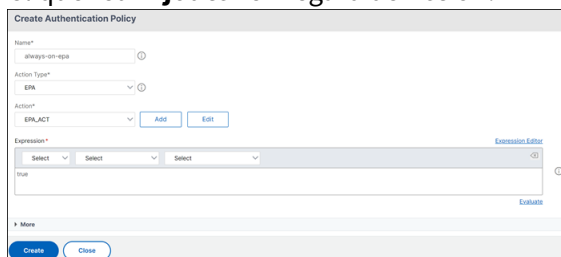 Create Authentication Policy
Name*
always-on-epa
Action Type*
EPA
Action*
EPA_ACT
Add
Edit
Expression*
Expression Editor
Select
Select
Select
true
Evaluate
More
Create
Close